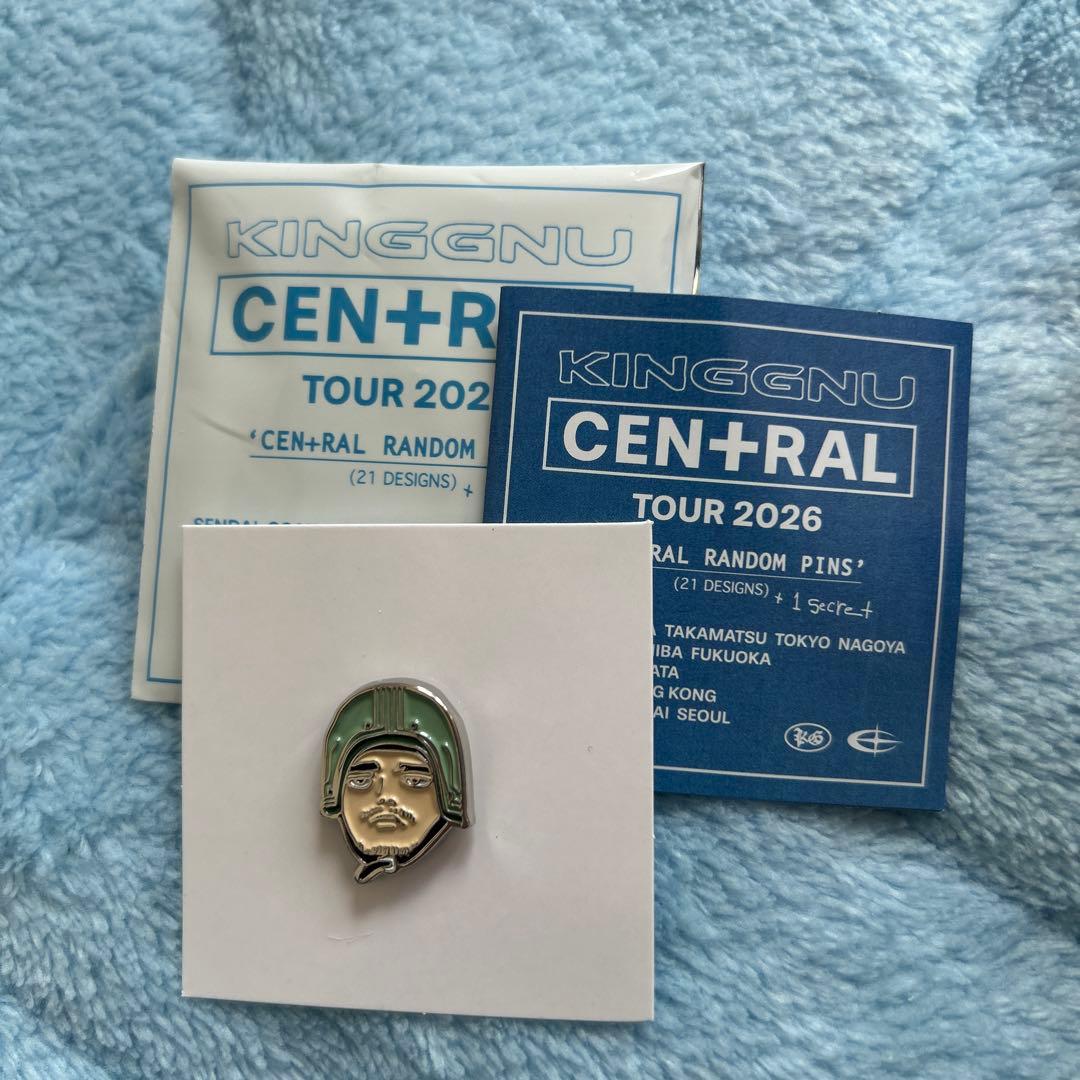 KINGGNU
CEN+R
TOUR 202
‘CEN+RAL RANDOM
(21 DESIGNS) +
KINGGNU
CEN+RAL
TOUR 2026
RAL RANDOM PINS’
(21 DESIGNS) + 1 Secret
TAKAMATSU TOKYO NAGOYA
IBA FUKUOKA
ATA
G KONG
AI SEOUL